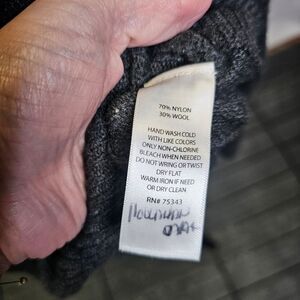 70% NYLON
30% WOOL
HAND WASH COLD
WITH LIKE COLORS
ONLY NON-CHLORINE
BLEACH WHEN NEEDED
DO NOT WRING OR TWIST
DRY FLAT
WARM IRON IF NEED
OR DRY CLEAN
RN# 75343